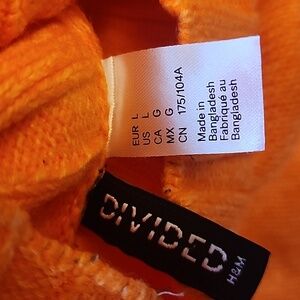 EUR L
US L
CA G
MX G
CN 175/104A
Made in
Bangladesh
Fabriqué au
Bangladesh
DIVIDED
H&M